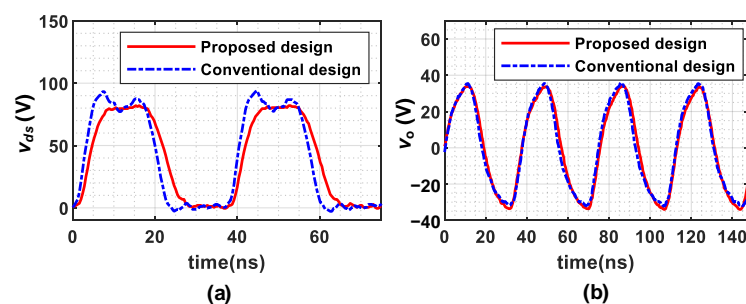 150
100
50
0
v_ds (V)
Proposed design
Conventional design
0 20 40 60
time(ns)
(a)
60
40
20
0
−20
−40
v_o (V)
Proposed design
Conventional design
0 20 40 60 80 100 120 140
time(ns)
(b)